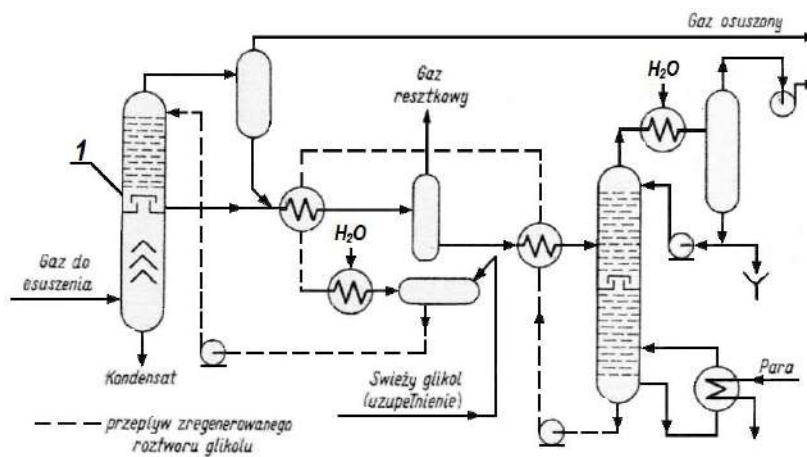 Gaz osuszony
Gaz
resztkowy
H₂O
1
H₂O
Gaz do
osuszenia
Kondensat
Świeży glikol
(uzupełnienie)
Para
przepływ zregenerowanego
roztworu glikolu